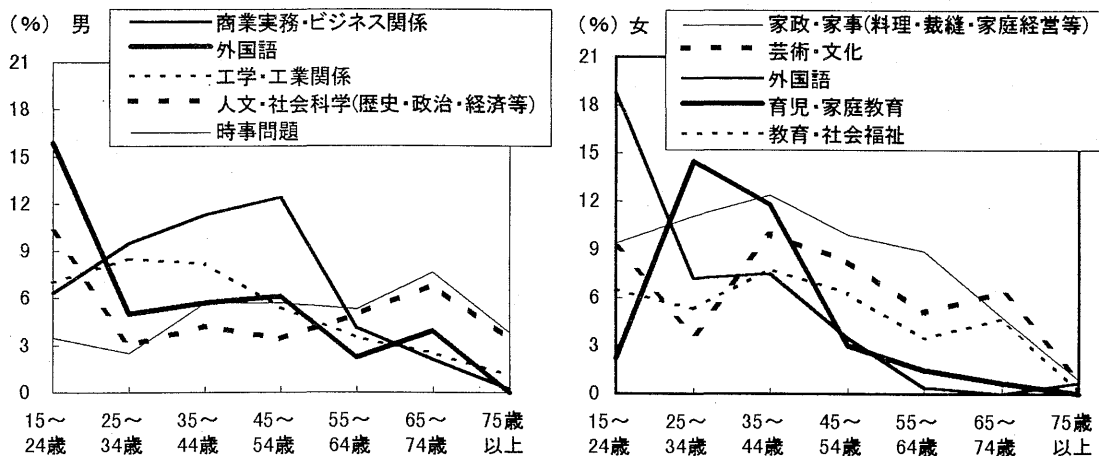 (%) 男
商業実務・ビジネス関係
外国語
工学・工業関係
人文・社会科学(歴史・政治・経済等)
時事問題
21
18
15
12
9
6
3
0
15～ 25～ 35～ 45～ 55～ 65～ 75歳
24歳 34歳 44歳 54歳 64歳 74歳 以上
(%) 女
家政・家事(料理・裁縫・家庭経営等)
芸術・文化
外国語
育児・家庭教育
教育・社会福祉
21
18
15
12
9
6
3
0
15～ 25～ 35～ 45～ 55～ 65～ 75歳
24歳 34歳 44歳 54歳 64歳 74歳 以上